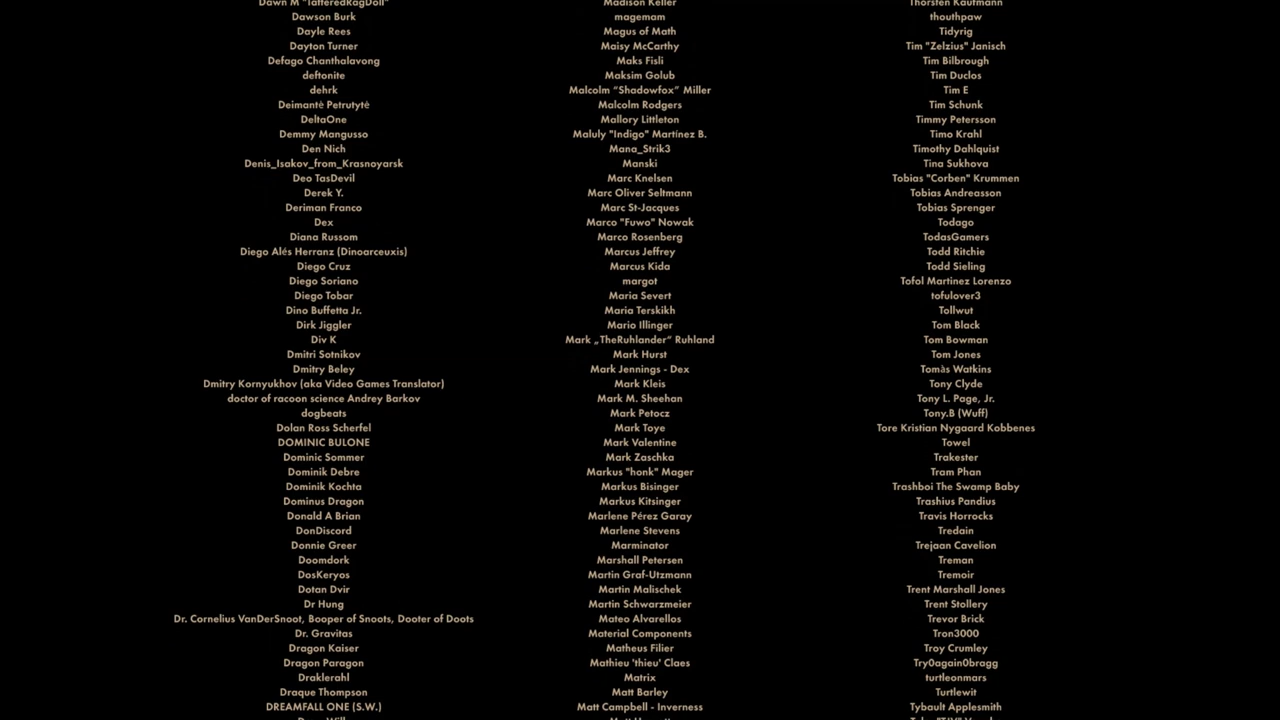 Dawn M "TatteredRagDoll"
Dawson Burk
Dayle Rees
Dayton Turner
Defago Chanthalavong
deftonite
dehrk
Deimantė Petrutytė
DeltaOne
Demmy Mangusso
Den Nich
Denis_Isakov_from_Krasnoyarsk
Deo TasDevil
Derek Y.
Deriman Franco
Dex
Diana Russom
Diego Alés Herranz (Dinoarceuxis)
Diego Cruz
Diego Soriano
Diego Tobar
Dino Buffetta Jr.
Dirk Jiggler
Div K
Dmitri Sotnikov
Dmitry Beley
Dmitry Kornyukhov (aka Video Games Translator)
doctor of racoon science Andrey Barkov
dogbeats
Dolan Ross Scherfel
DOMINIC BULONE
Dominic Sommer
Dominik Debre
Dominik Kochta
Dominus Dragon
Donald A Brian
DonDiscord
Donnie Greer
Doomdork
DosKeryos
Dotan Dvir
Dr Hung
Dr. Cornelius VanDerSnoot, Booper of Snoots, Dooter of Doots
Dr. Gravitas
Dragon Kaiser
Dragon Paragon
Draklerahl
Draque Thompson
DREAMFALL ONE (S.W.)
Madison Keller
magemam
Magus of Math
Maisy McCarthy
Maks Fisli
Maksim Golub
Malcolm “Shadowfox” Miller
Malcolm Rodgers
Mallory Littleton
Maluly "Indigo" Martínez B.
Mana_Strik3
Manski
Marc Knelsen
Marc Oliver Seltmann
Marc St-Jacques
Marco "Fuwo" Nowak
Marco Rosenberg
Marcus Jeffrey
Marcus Kida
margot
Maria Severt
Maria Terskikh
Mario Illinger
Mark „TheRuhlander“ Ruhland
Mark Hurst
Mark Jennings - Dex
Mark Kleis
Mark M. Sheehan
Mark Petocz
Mark Toye
Mark Valentine
Mark Zaschka
Markus "honk" Mager
Markus Bisinger
Markus Kitsinger
Marlene Pérez Garay
Marlene Stevens
Marminator
Marshall Petersen
Martin Graf-Utzmann
Martin Malischek
Martin Schwarzmeier
Mateo Alvarellos
Material Components
Matheus Filier
Mathieu 'thieu' Claes
Matrix
Matt Barley
Matt Campbell - Inverness
Thorsten Kaufmann
thouthpaw
Tidyrig
Tim "Zelzius" Janisch
Tim Bilbrough
Tim Duclos
Tim E
Tim Schunk
Timmy Petersson
Timo Krahl
Timothy Dahlquist
Tina Sukhova
Tobias "Corben" Krummen
Tobias Andreasson
Tobias Sprenger
Todago
TodasGamers
Todd Ritchie
Todd Sieling
Tofol Martinez Lorenzo
tofulover3
Tollwut
Tom Black
Tom Bowman
Tom Jones
Tomàs Watkins
Tony Clyde
Tony L. Page, Jr.
Tony.B (Wuff)
Tore Kristian Nygaard Kobbenes
Towel
Trakester
Tram Phan
Trashboi The Swamp Baby
Trashius Pandius
Travis Horrocks
Tredain
Trejaan Cavelion
Treman
Tremoir
Trent Marshall Jones
Trent Stollery
Trevor Brick
Tron3000
Troy Crumley
Try0again0bragg
turtleonmars
Turtlewit
Tybault Applesmith